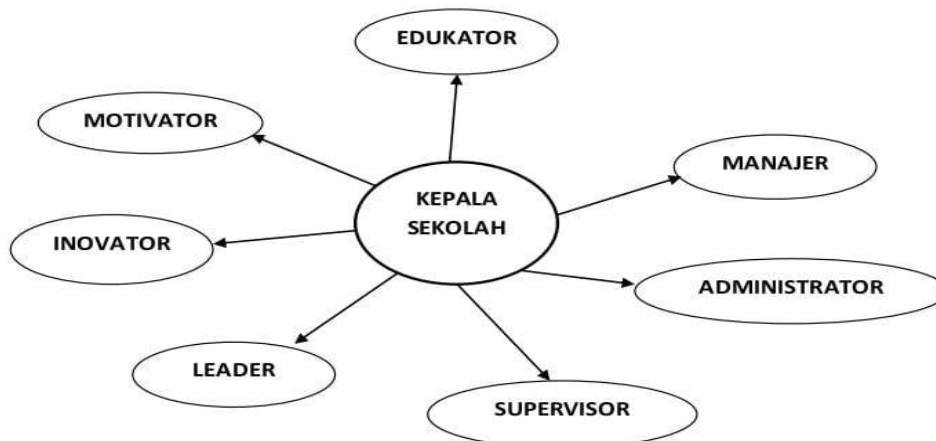 EDUKATOR
MOTIVATOR
MANAJER
KEPALA
SEKOLAH
INOVATOR
ADMINISTRATOR
LEADER
SUPERVISOR